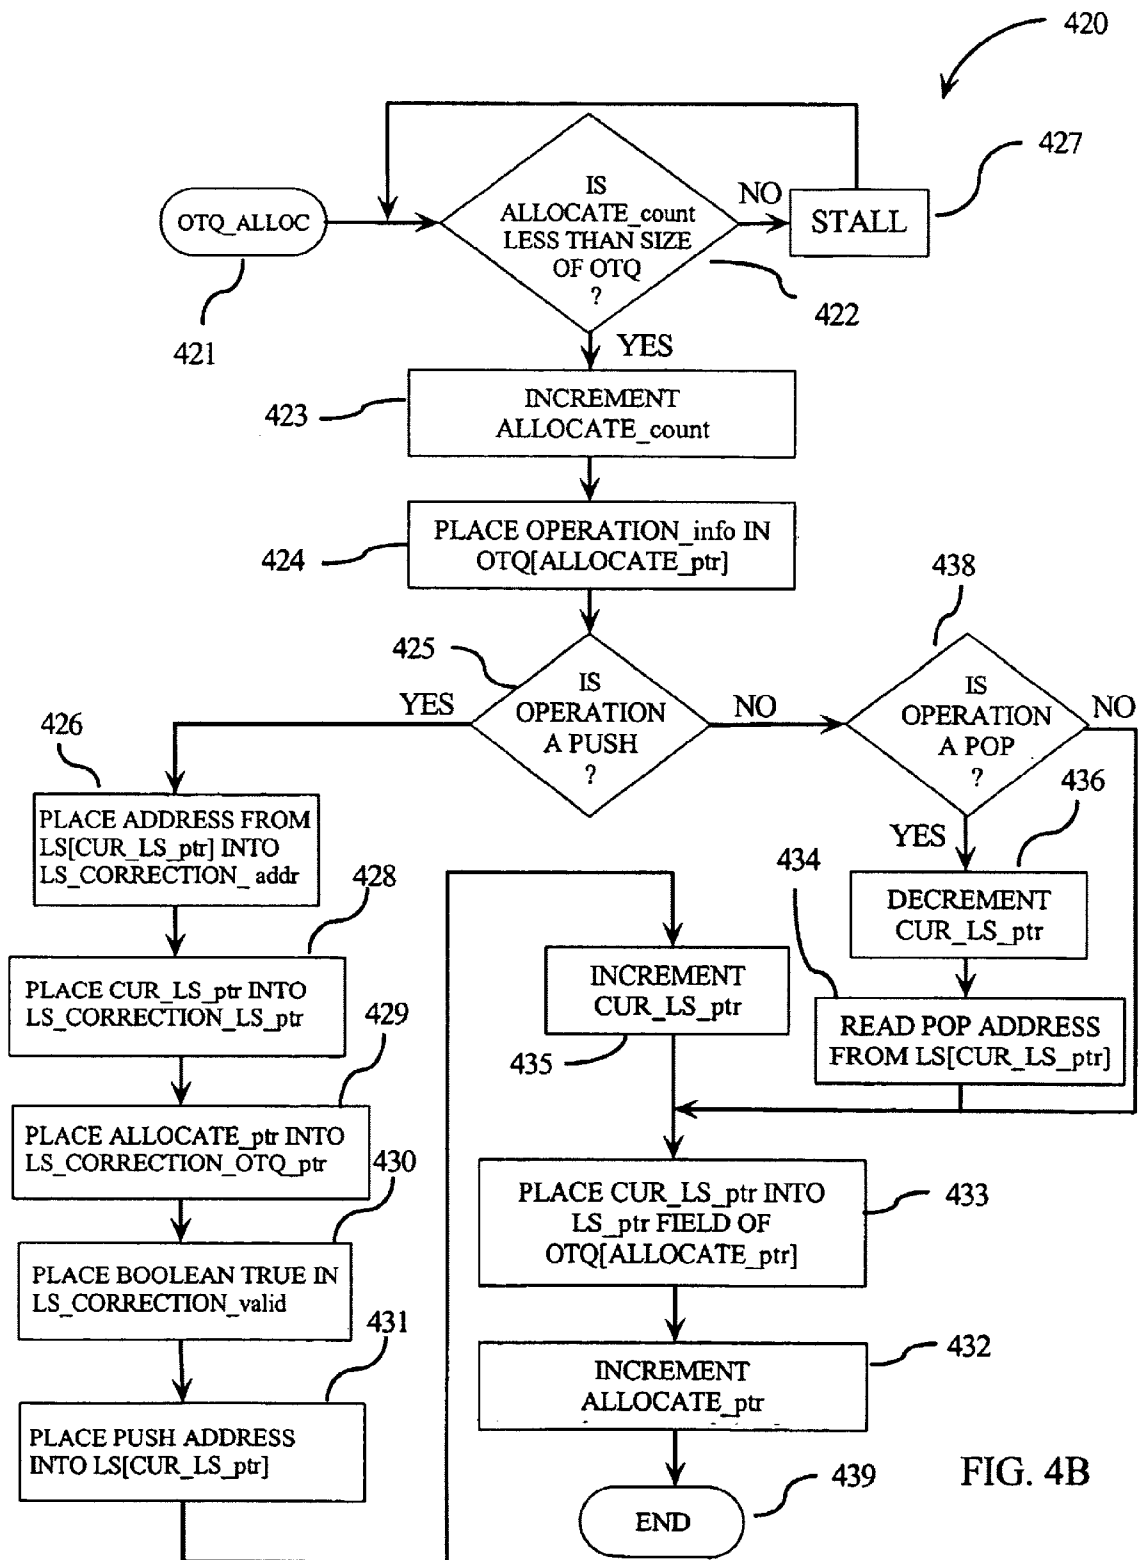 420
427
OTQ_ALLOC
IS
ALLOCATE_count
LESS THAN SIZE
OF OTQ
?
NO
STALL
422
421
YES
423
INCREMENT
ALLOCATE_count
424
PLACE OPERATION_info IN
OTQ[ALLOCATE_ptr]
438
425
YES
IS
OPERATION
A PUSH
?
NO
IS
OPERATION
A POP
?
NO
426
PLACE ADDRESS FROM
LS[CUR_LS_ptr] INTO
LS_CORRECTION_ addr
436
YES
434
DECREMENT
CUR_LS_ptr
428
PLACE CUR_LS_ptr INTO
LS_CORRECTION_LS_ptr
INCREMENT
CUR_LS_ptr
435
READ POP ADDRESS
FROM LS[CUR_LS_ptr]
429
PLACE ALLOCATE_ptr INTO
LS_CORRECTION_OTQ_ptr
430
PLACE CUR_LS_ptr INTO
LS_ptr FIELD OF
OTQ[ALLOCATE_ptr]
433
PLACE BOOLEAN TRUE IN
LS_CORRECTION_valid
431
INCREMENT
ALLOCATE_ptr
432
PLACE PUSH ADDRESS
INTO LS[CUR_LS_ptr]
END
439
FIG. 4B